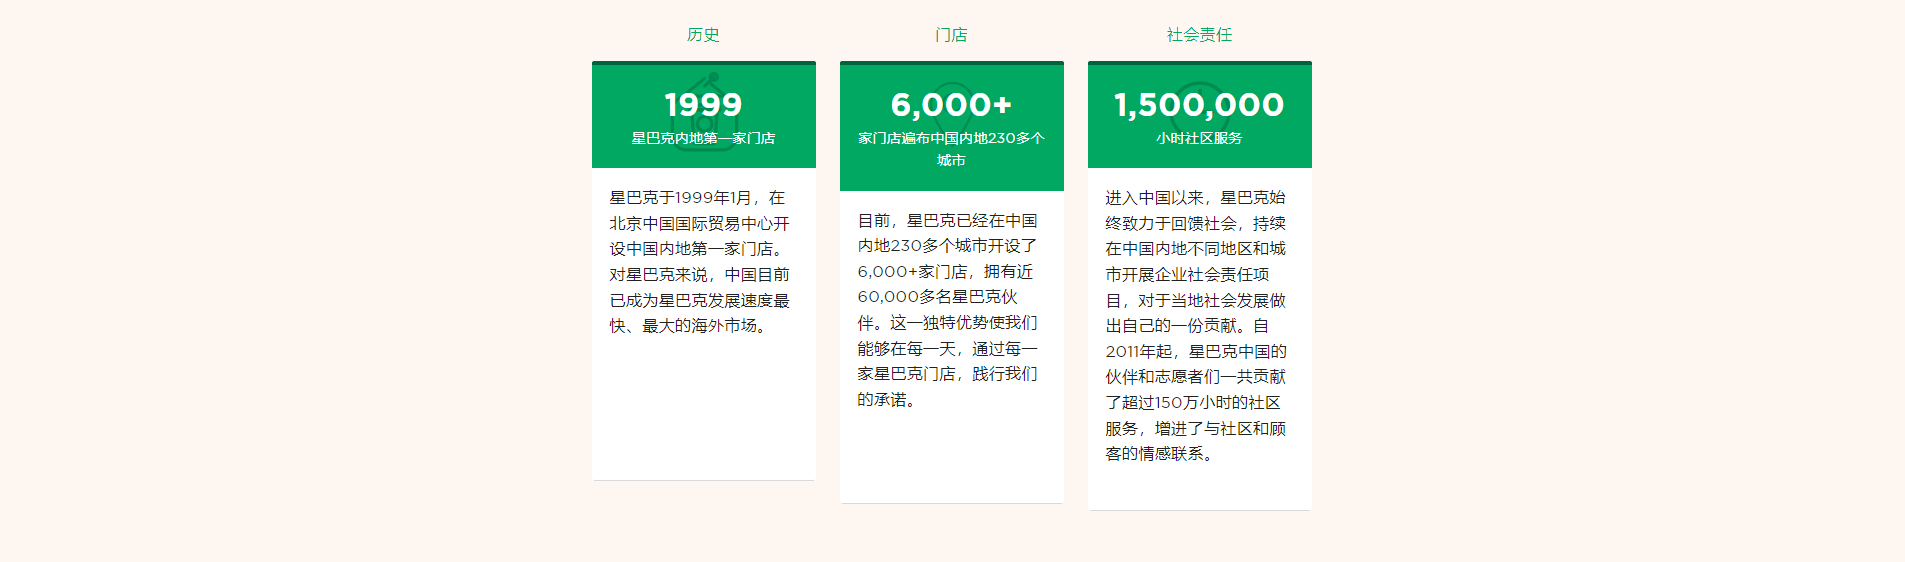 历史
1999
星巴克内地第一家门店
星巴克于1999年1月，在
北京中国国际贸易中心开
设中国内地第一家门店。
对星巴克来说，中国目前
已成为星巴克发展速度最
快、最大的海外市场。
门店
6,000+
家门店遍布中国内地230多个
城市
目前，星巴克已经在中国
内地230多个城市开设了
6,000+家门店，拥有近
60,000多名星巴克伙
伴。这一独特优势使我们
能够在每一天，通过每一
家星巴克门店，践行我们
的承诺。
社会责任
1,500,000
小时社区服务
进入中国以来，星巴克始
终致力于回馈社会，持续
在中国内地不同地区和城
市开展企业社会责任项
目，对于当地社会发展做
出自己的一份贡献。自
2011年起，星巴克中国的
伙伴和志愿者们一共贡献
了超过150万小时的社区
服务，增进了与社区和顾
客的情感联系。